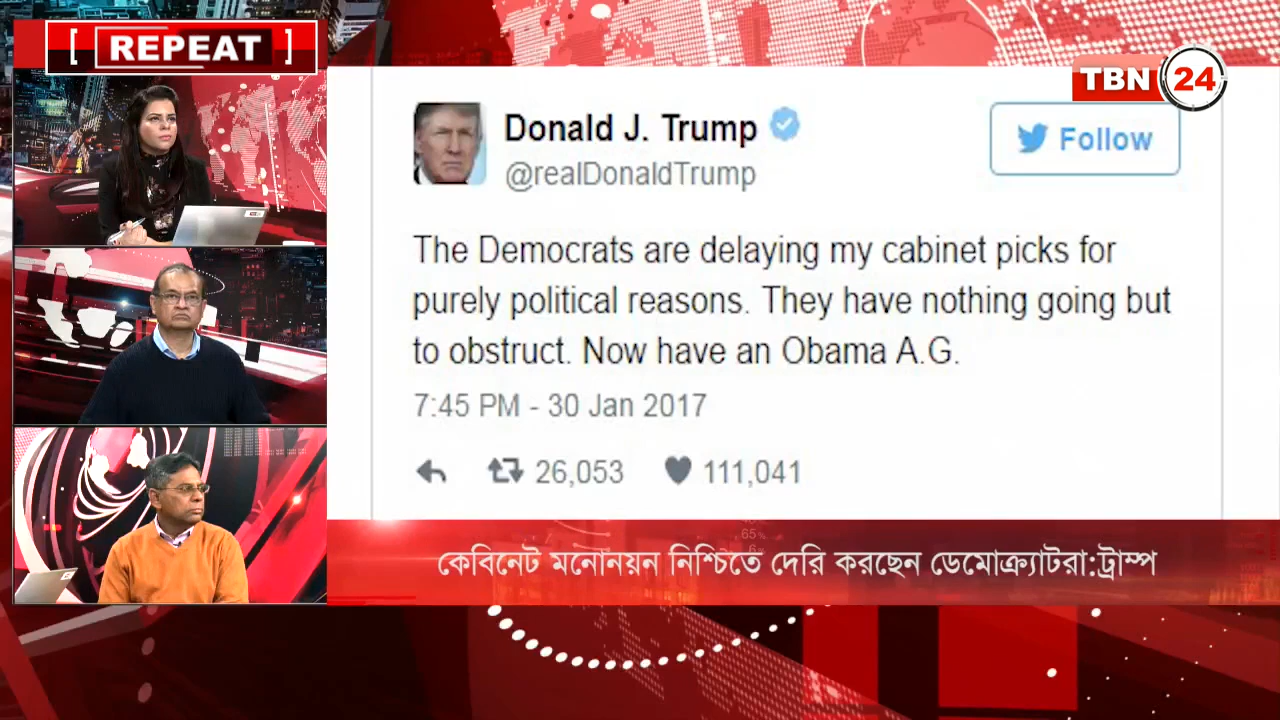 [ REPEAT ]
TBN 24
Donald J. Trump
@realDonaldTrump
Follow
The Democrats are delaying my cabinet picks for
purely political reasons. They have nothing going but
to obstruct. Now have an Obama A.G.
7:45 PM - 30 Jan 2017
26,053 111,041
কেবিনেট মনোনয়ন নিশ্চিতে দেরি করছেন ডেমোক্র্যাটরা:ট্রাম্প